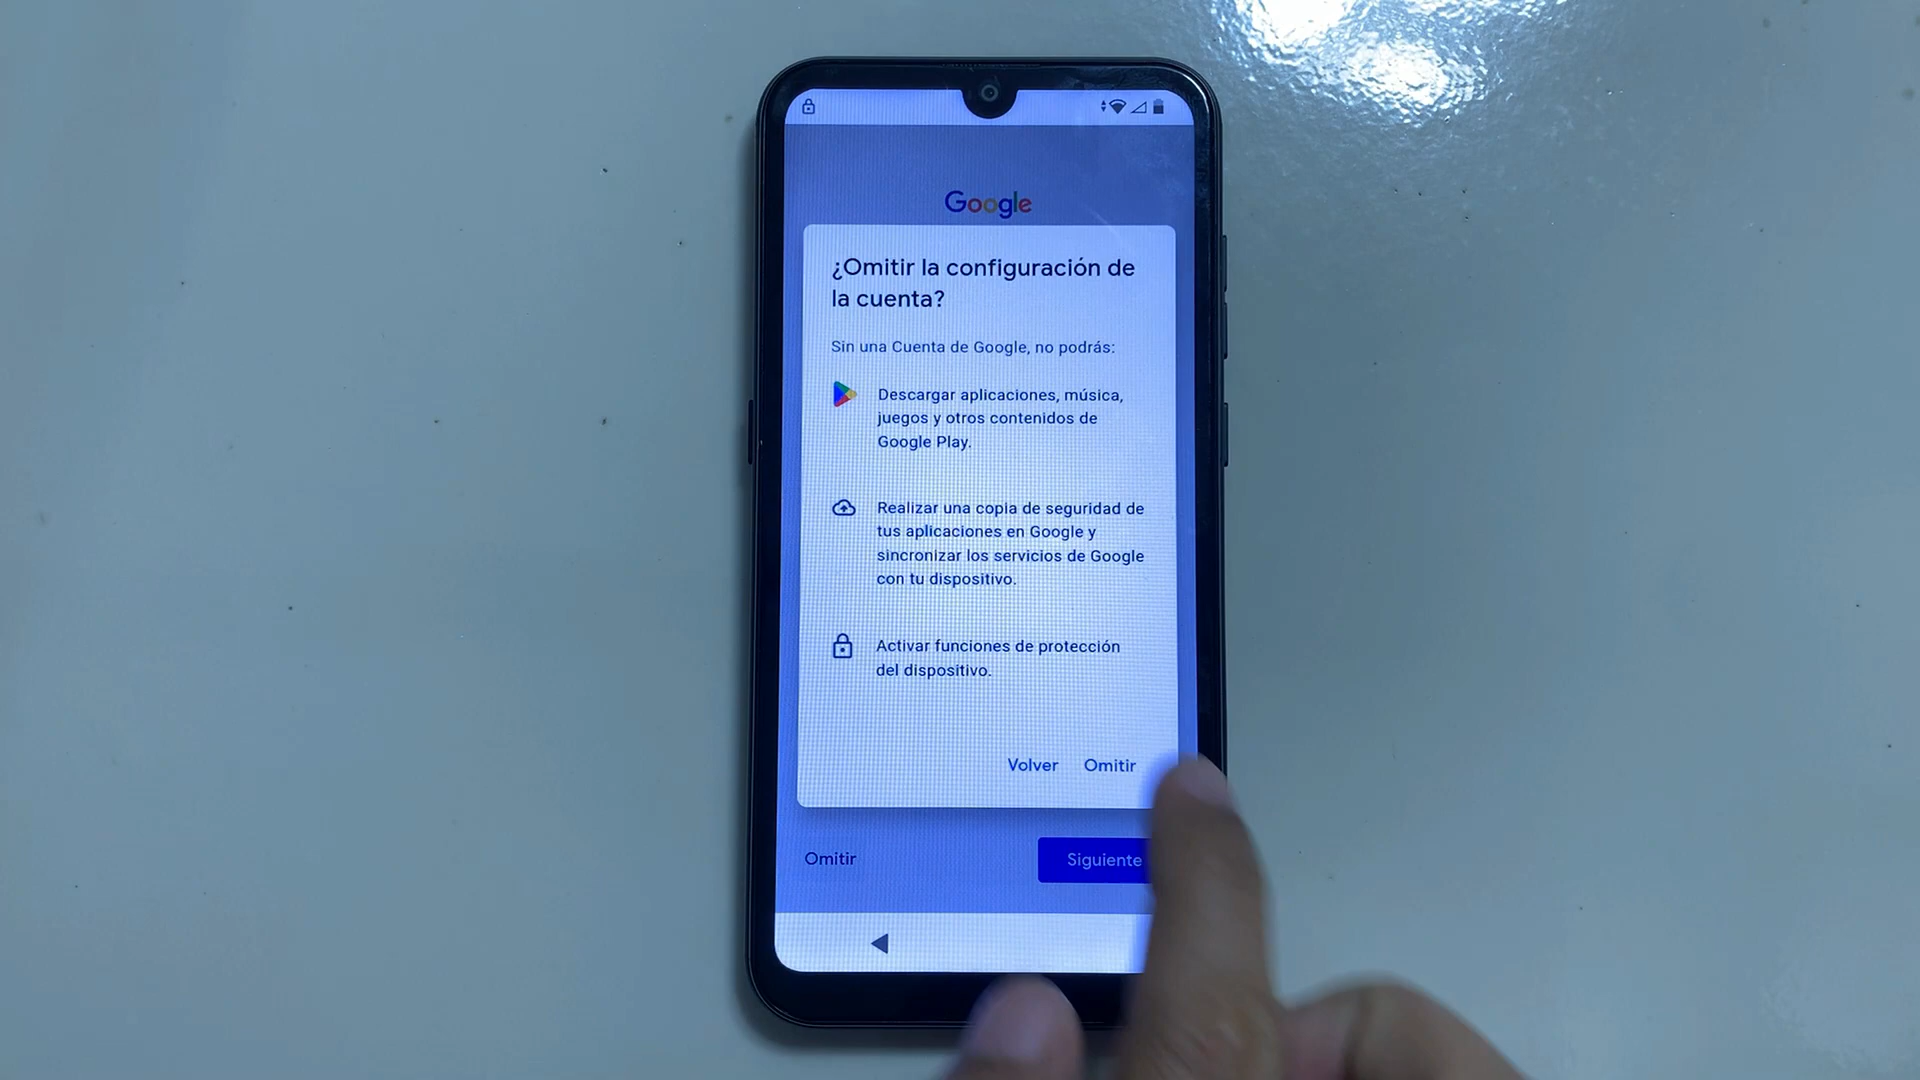 Google
¿Omitir la configuración de
la cuenta?
Sin una Cuenta de Google, no podrás:
Descargar aplicaciones, música,
juegos y otros contenidos de
Google Play.
Realizar una copia de seguridad de
tus aplicaciones en Google y
sincronizar los servicios de Google
con tu dispositivo.
Activar funciones de protección
del dispositivo.
Volver Omitir
Omitir Siguiente